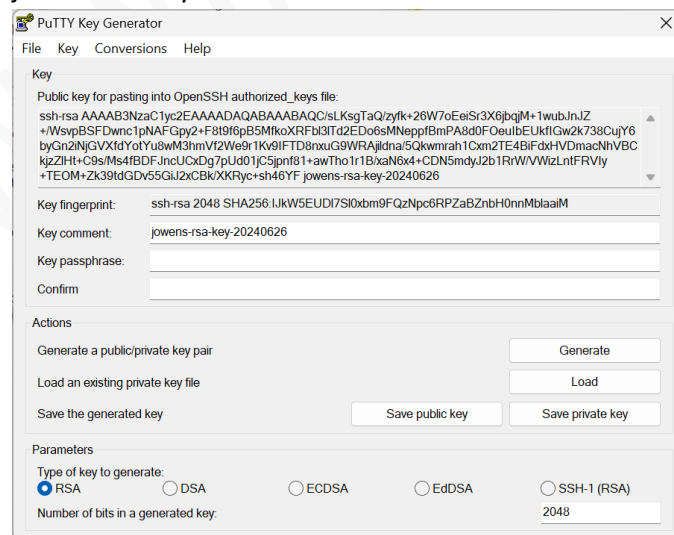 PuTTY Key Generator
File Key Conversions Help
Key
Public key for pasting into OpenSSH authorized_keys file:
ssh-rsa AAAAB3NzaC1yc2EAAAADAQABAAABAQC/sLKsgTaQ/zyfk+26W7oEeiSr3X6jbqjM+1wubJnJZ
+/WsvpBSFDwnc1pNAFGpy2+F8t9f6pB5MfkoXRFbl3lTd2EDo6sMNeppfBmPA8d0FOeuIbEUkfIGw2k738CujY6
byGn2iNjGVXfdYotYu8wM3hmVf2We9r1Kv9IFTD8nxuG9WRAjldna/5Qkwmrah1Cxm2TE4BiFdxHVDmacNhVBC
kjzZlHt+C9s/Ms4fBDFJncUCxDg7pUd01jC5jpnf81+awTho1r1B/xaN6x4+CDN5mdyJ2b1RrW/VWizLntFRVIy
+TEOM+Zk39tdGDv55GiJ2xCBk/XKRyc+sh46YF jowens-rsa-key-20240626
Key fingerprint: ssh-rsa 2048 SHA256:IJkW5EUDl7Sl0xbm9FQzNpc6RPZaBZnbH0nnMblaaiM
Key comment: jowens-rsa-key-20240626
Key passphrase:
Confirm
Actions
Generate a public/private key pair Generate
Load an existing private key file Load
Save the generated key Save public key Save private key
Parameters
Type of key to generate:
RSA DSA ECDSA EdDSA SSH-1 (RSA)
Number of bits in a generated key: 2048